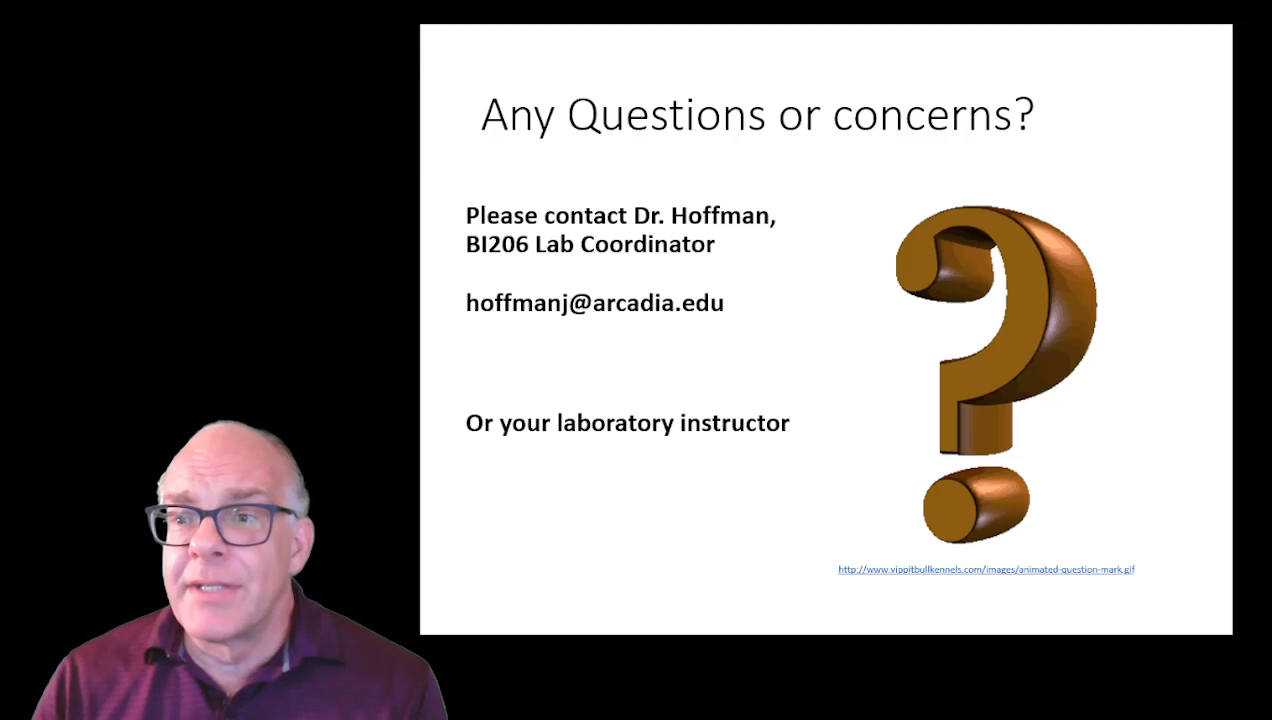 Any Questions or concerns?
Please contact Dr. Hoffman,
BI206 Lab Coordinator
hoffmanj@arcadia.edu
Or your laboratory instructor
http://www.vippitbullkennels.com/images/animated-question-mark.gif